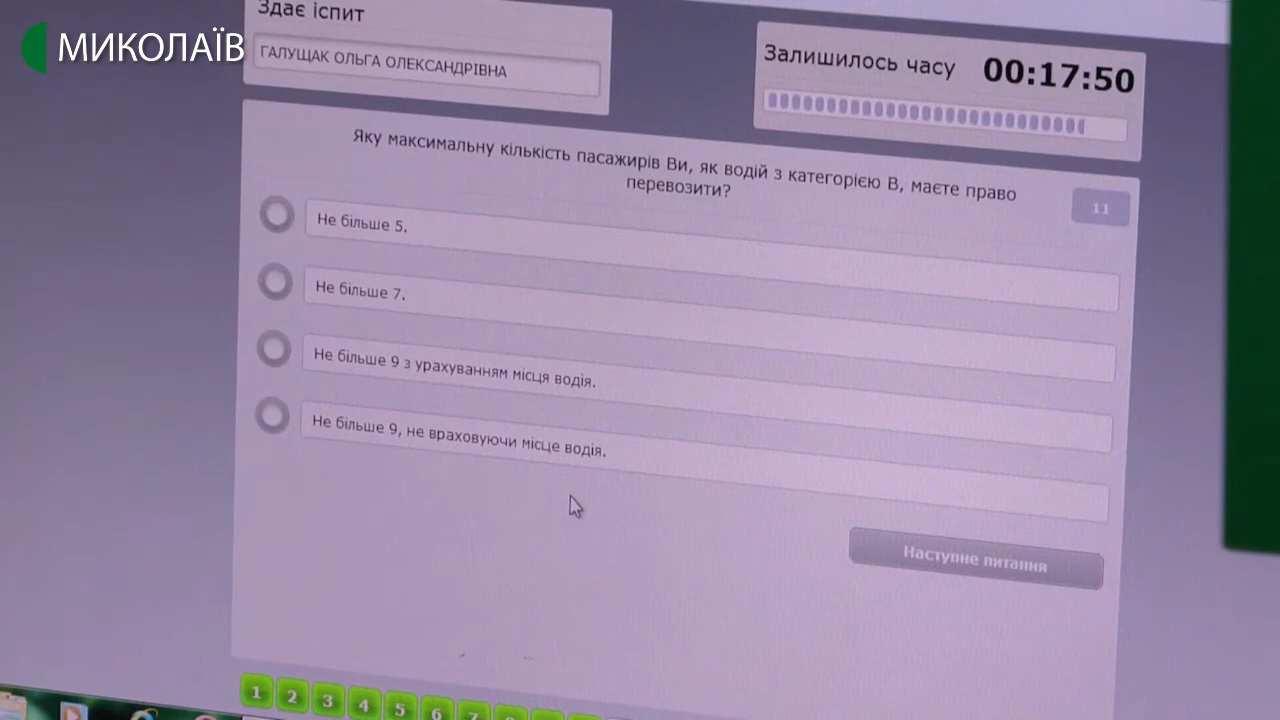 МИКОЛАЇВ
Здає іспит
ГАЛУЩАК ОЛЬГА ОЛЕКСАНДРІВНА
Залишилось часу 00:17:50
Яку максимальну кількість пасажирів Ви, як водій з категорією В, маєте право
перевозити?
11
Не більше 5.
Не більше 7.
Не більше 9 з урахуванням місця водія.
Не більше 9, не враховуючи місце водія.
Наступне питання
1 2 3 4 5 6 7